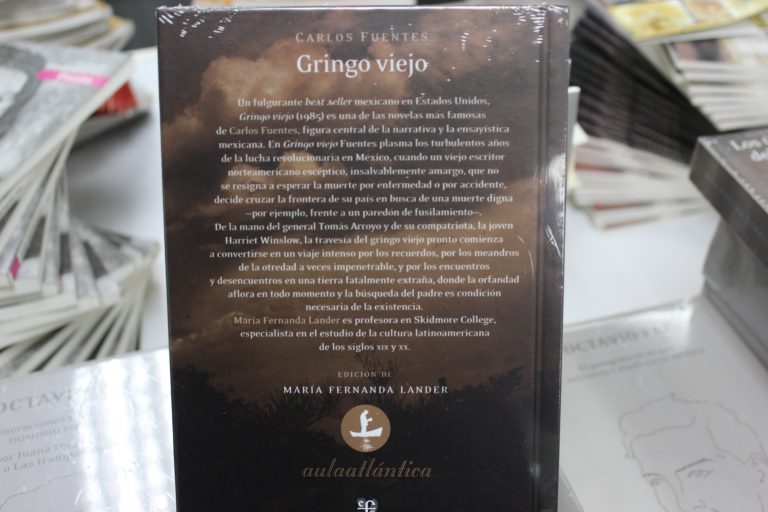 CARLOS FUENTES
Gringo viejo
Un fulgurante best seller mexicano en Estados Unidos,
Gringo viejo (1985) es una de las novelas más famosas
de Carlos Fuentes, figura central de la narrativa y la ensayística
mexicana. En Gringo viejo Fuentes plasma los turbulentos años
de la lucha revolucionaria en México, cuando un viejo escritor
norteamericano escéptico, insalvablemente amargo, que no
se resigna a esperar la muerte por enfermedad o por accidente,
decide cruzar la frontera de su país en busca de una muerte digna
—por ejemplo, frente a un paredón de fusilamiento—.
De la mano del general Tomás Arroyo y de su compatriota, la joven
Harriet Winslow, la travesía del gringo viejo pronto comienza
a convertirse en un viaje intenso por los recuerdos, por los meandros
de la otredad a veces impenetrable, y por los encuentros
y desencuentros en una tierra fatalmente extraña, donde la orfandad
aflora en todo momento y la búsqueda del padre es condición
necesaria de la existencia.
María Fernanda Lander es profesora en Skidmore College,
especialista en el estudio de la cultura latinoamericana
de los siglos XIX y XX.
EDICIÓN DE
MARÍA FERNANDA LANDER
aulaatlántica
OCTAVIO
DOMINIO
Sor Juana
o Las
OCTAVIO
Los